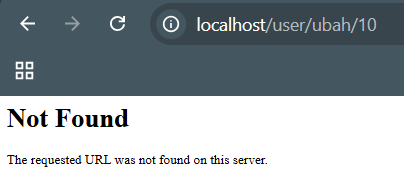 localhost/user/ubah/10
Not Found
The requested URL was not found on this server.